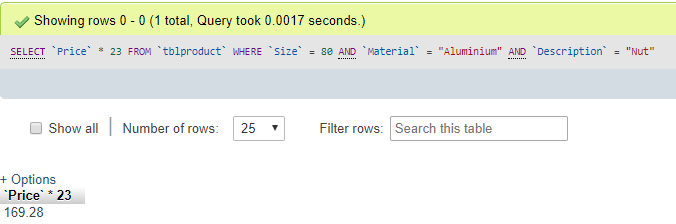 Showing rows 0 - 0 (1 total, Query took 0.0017 seconds.)
SELECT `Price` * 23 FROM `tblproduct` WHERE `Size` = 80 AND `Material` = "Aluminium" AND `Description` = "Nut"
Show all | Number of rows: 25 Filter rows: Search this table
+ Options
`Price` * 23
169.28